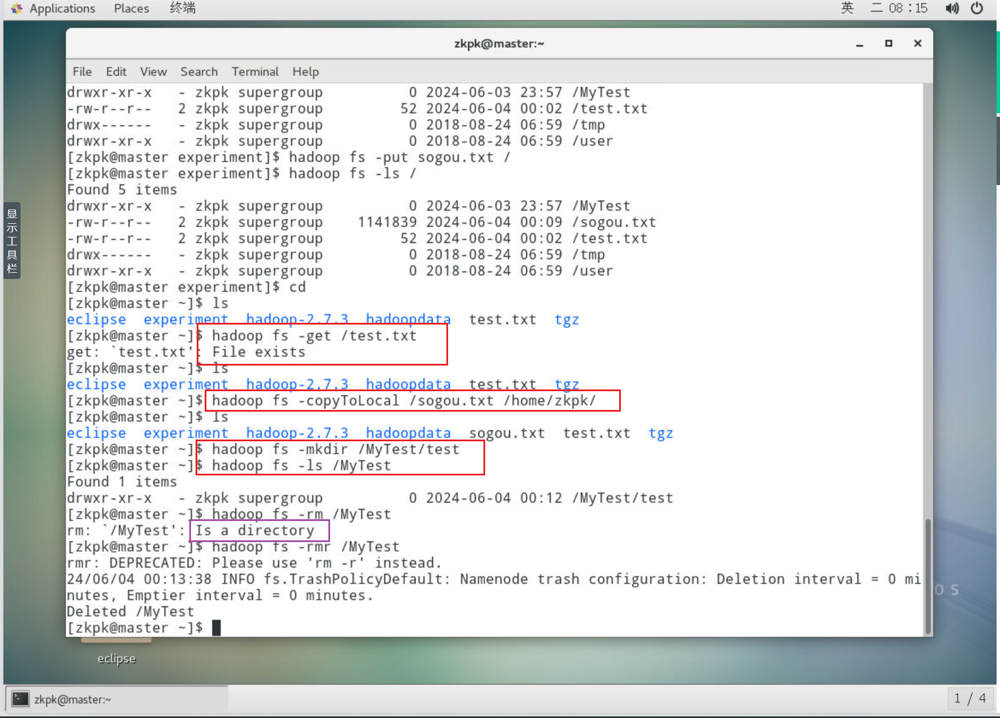 Applications Places 终端 英 二 08：15
zkpk@master:~
File Edit View Search Terminal Help
drwxr-xr-x   - zkpk supergroup          0 2024-06-03 23:57 /MyTest
-rw-r--r--   2 zkpk supergroup         52 2024-06-04 00:02 /test.txt
drwx------   - zkpk supergroup          0 2018-08-24 06:59 /tmp
drwxr-xr-x   - zkpk supergroup          0 2018-08-24 06:59 /user
[zkpk@master experiment]$ hadoop fs -put sogou.txt /
[zkpk@master experiment]$ hadoop fs -ls /
Found 5 items
drwxr-xr-x   - zkpk supergroup          0 2024-06-03 23:57 /MyTest
-rw-r--r--   2 zkpk supergroup    1141839 2024-06-04 00:09 /sogou.txt
-rw-r--r--   2 zkpk supergroup         52 2024-06-04 00:02 /test.txt
drwx------   - zkpk supergroup          0 2018-08-24 06:59 /tmp
drwxr-xr-x   - zkpk supergroup          0 2018-08-24 06:59 /user
[zkpk@master experiment]$ cd
[zkpk@master ~]$ ls
eclipse  experiment  hadoop-2.7.3  hadoopdata  test.txt  tgz
[zkpk@master ~]$ hadoop fs -get /test.txt
get: `test.txt': File exists
[zkpk@master ~]$ ls
eclipse  experiment  hadoop-2.7.3  hadoopdata  test.txt  tgz
[zkpk@master ~]$ hadoop fs -copyToLocal /sogou.txt /home/zkpk/
[zkpk@master ~]$ ls
eclipse  experiment  hadoop-2.7.3  hadoopdata  sogou.txt  test.txt  tgz
[zkpk@master ~]$ hadoop fs -mkdir /MyTest/test
[zkpk@master ~]$ hadoop fs -ls /MyTest
Found 1 items
drwxr-xr-x   - zkpk supergroup          0 2024-06-04 00:12 /MyTest/test
[zkpk@master ~]$ hadoop fs -rm /MyTest
rm: `/MyTest': Is a directory
[zkpk@master ~]$ hadoop fs -rmr /MyTest
rmr: DEPRECATED: Please use 'rm -r' instead.
24/06/04 00:13:38 INFO fs.TrashPolicyDefault: Namenode trash configuration: Deletion interval = 0 mi
nutes, Emptier interval = 0 minutes.
Deleted /MyTest
[zkpk@master ~]$
显示工具栏
OS
eclipse
zkpk@master:~
1 / 4